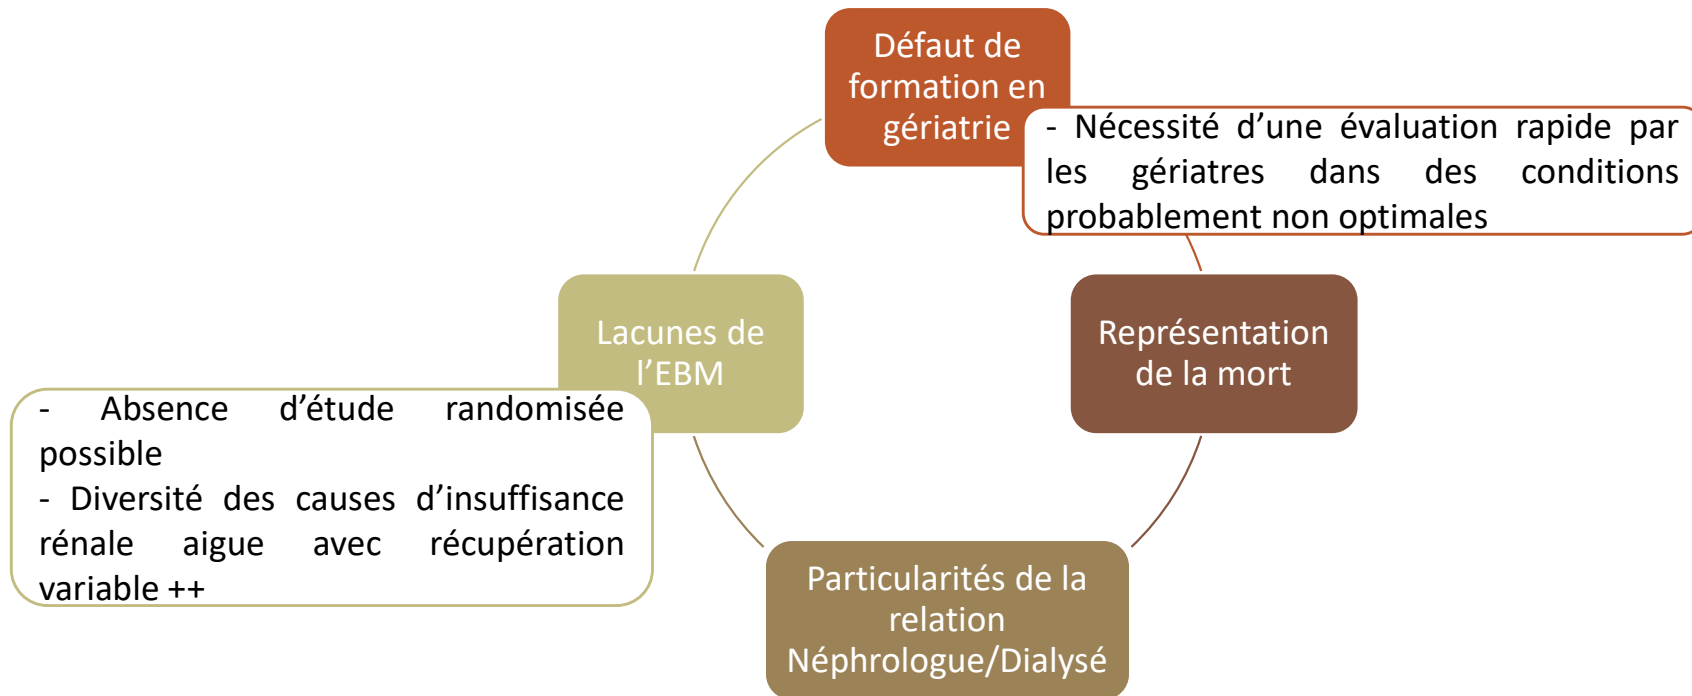 Défaut de
formation en
gériatrie
- Nécessité d’une évaluation rapide par
les gériatres dans des conditions
probablement non optimales
Lacunes de
l’EBM
Représentation
de la mort
- Absence d’étude randomisée
possible
- Diversité des causes d’insuffisance
rénale aigue avec récupération
variable ++
Particularités de la
relation
Néphrologue/Dialysé